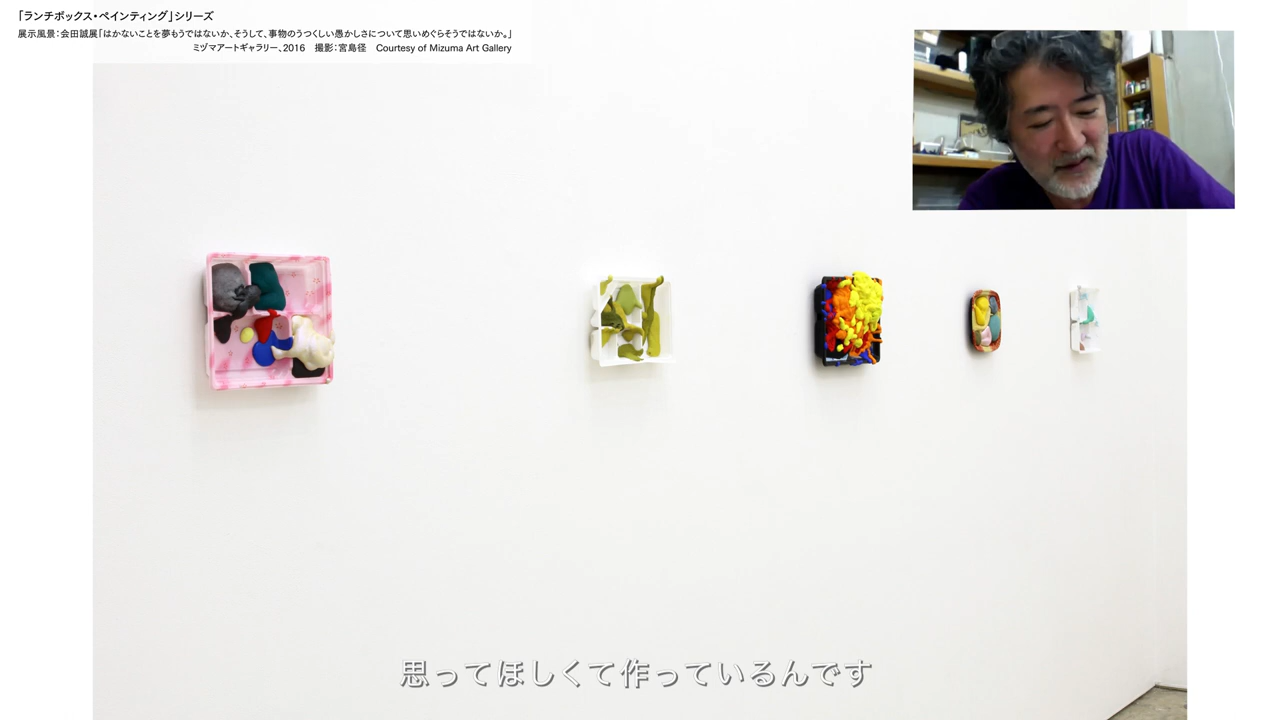 「ランチボックス・ペインティング」シリーズ
展示風景:会田誠展「はかないことを夢もうではないか、そうして、事物のうつくしい愚かしさについて思いめぐらそうではないか。」
ミヅマアートギャラリー、2016　撮影:宮島径　Courtesy of Mizuma Art Gallery
思ってほしくて作っているんです